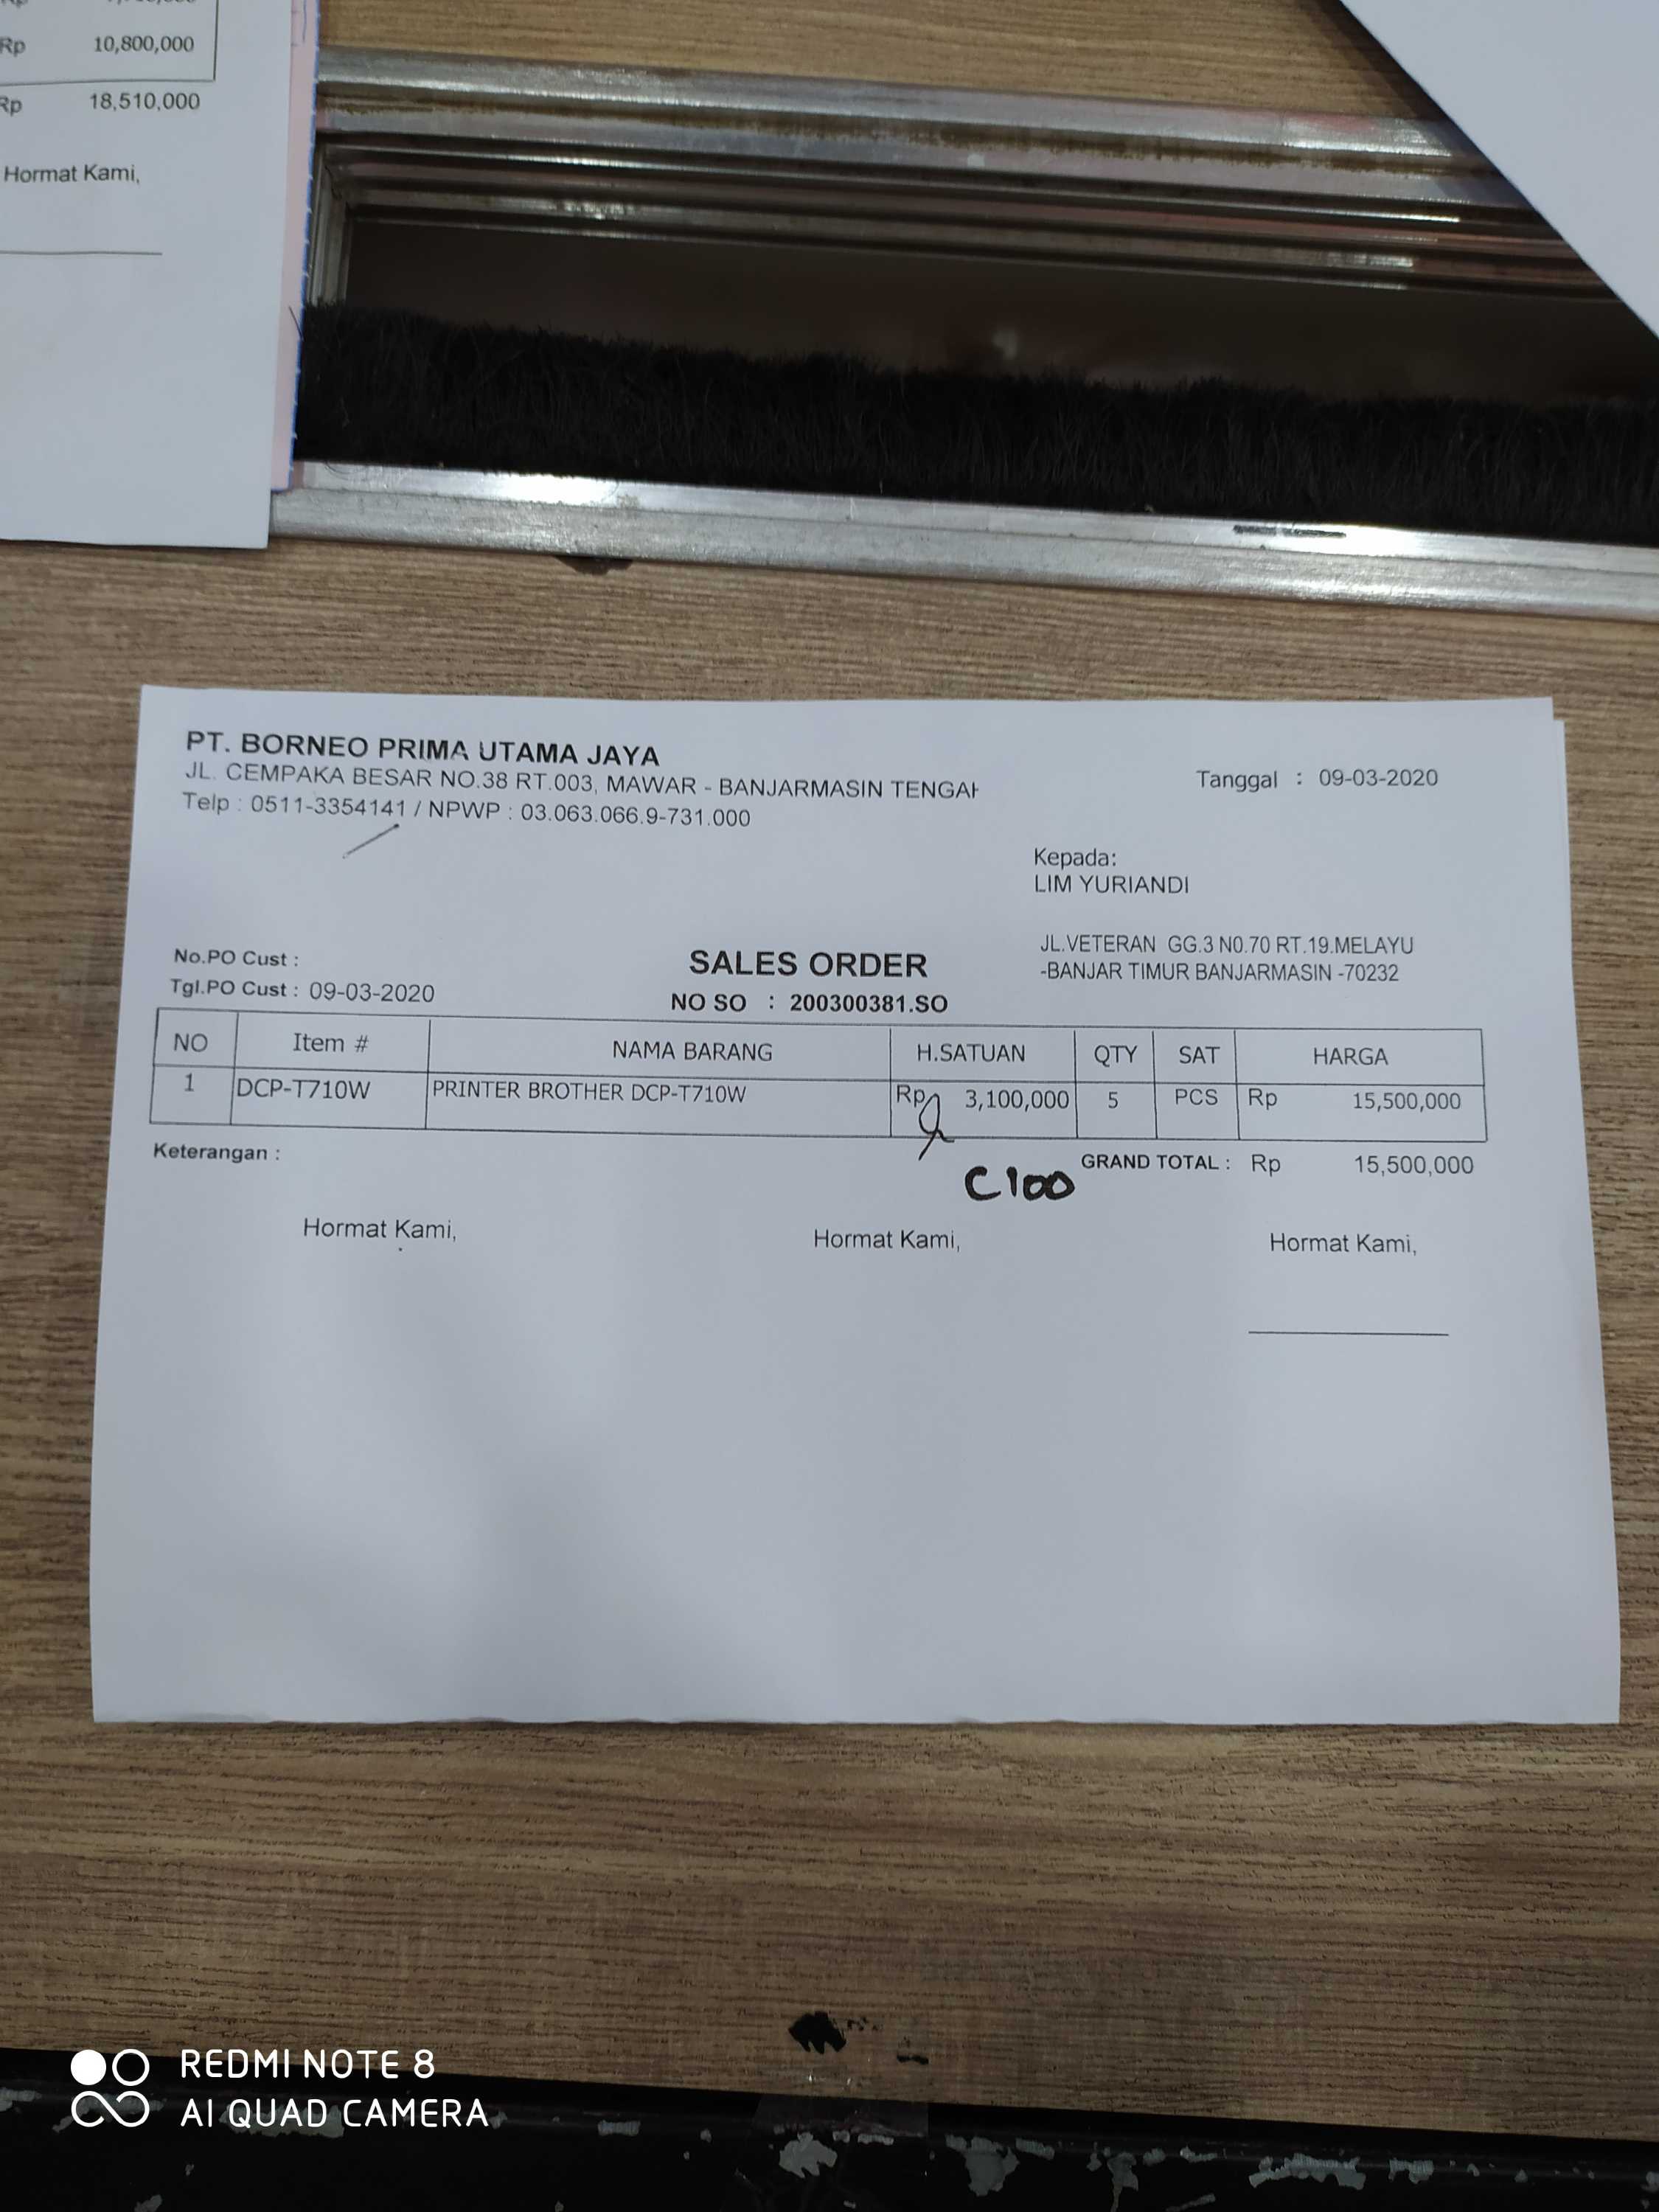 Rp 10,800,000
Rp 18,510,000
Hormat Kami,
PT. BORNEO PRIMA UTAMA JAYA
JL. CEMPAKA BESAR NO.38 RT.003, MAWAR - BANJARMASIN TENGAH
Telp : 0511-3354141 / NPWP : 03.063.066.9-731.000
Tanggal : 09-03-2020
Kepada:
LIM YURIANDI
JL.VETERAN GG.3 N0.70 RT.19.MELAYU
-BANJAR TIMUR BANJARMASIN -70232
No.PO Cust :
Tgl.PO Cust : 09-03-2020
SALES ORDER
NO SO : 200300381.SO
NO Item # NAMA BARANG H.SATUAN QTY SAT HARGA
1 DCP-T710W PRINTER BROTHER DCP-T710W Rp 3,100,000 5 PCS Rp 15,500,000
Keterangan :
GRAND TOTAL : Rp 15,500,000
C100
Hormat Kami, Hormat Kami, Hormat Kami,
REDMI NOTE 8
AI QUAD CAMERA